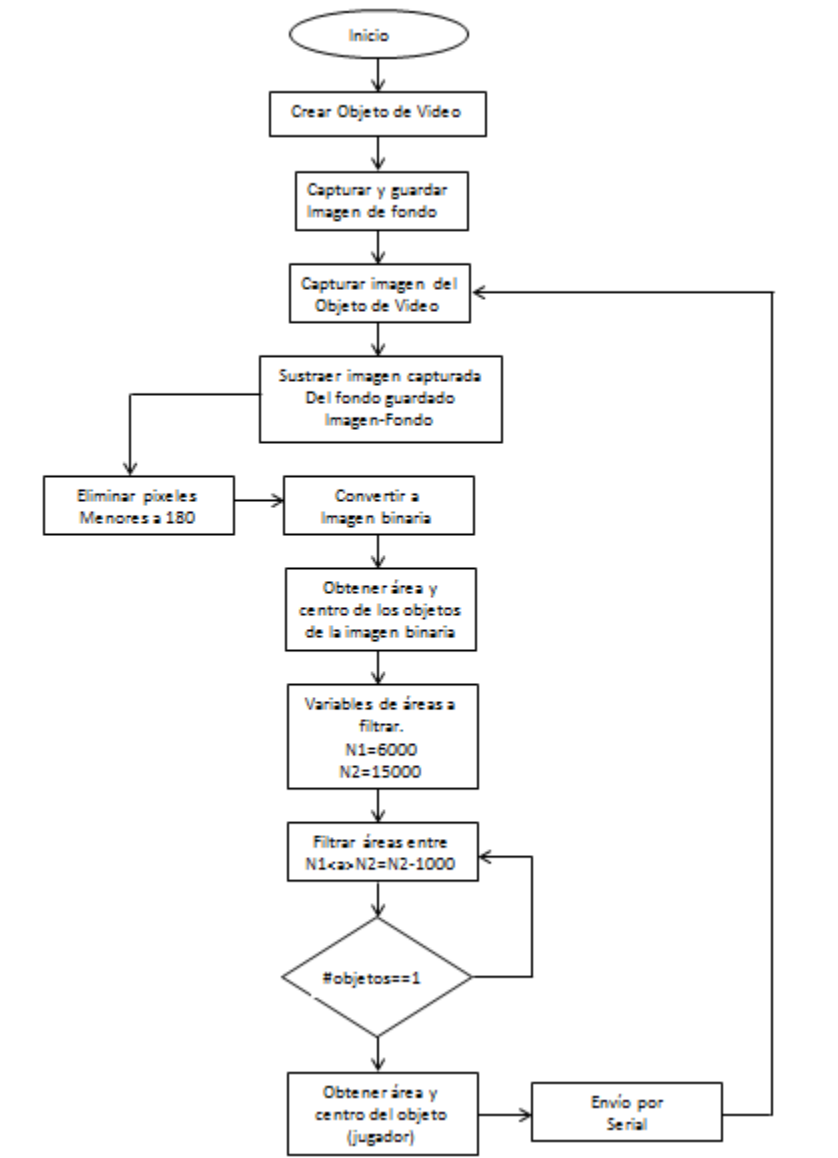 Inicio
Crear Objeto de Video
Capturar y guardar
Imagen de fondo
Capturar imagen del
Objeto de Video
Sustraer imagen capturada
Del fondo guardado
Imagen-Fondo
Eliminar pixeles
Menores a 180
Convertir a
Imagen binaria
Obtener área y
centro de los objetos
de la imagen binaria
Variables de áreas a
filtrar.
N1=6000
N2=15000
Filtrar áreas entre
N1<a>N2=N2-1000
#objetos==1
Obtener área y
centro del objeto
(jugador)
Envío por
Serial